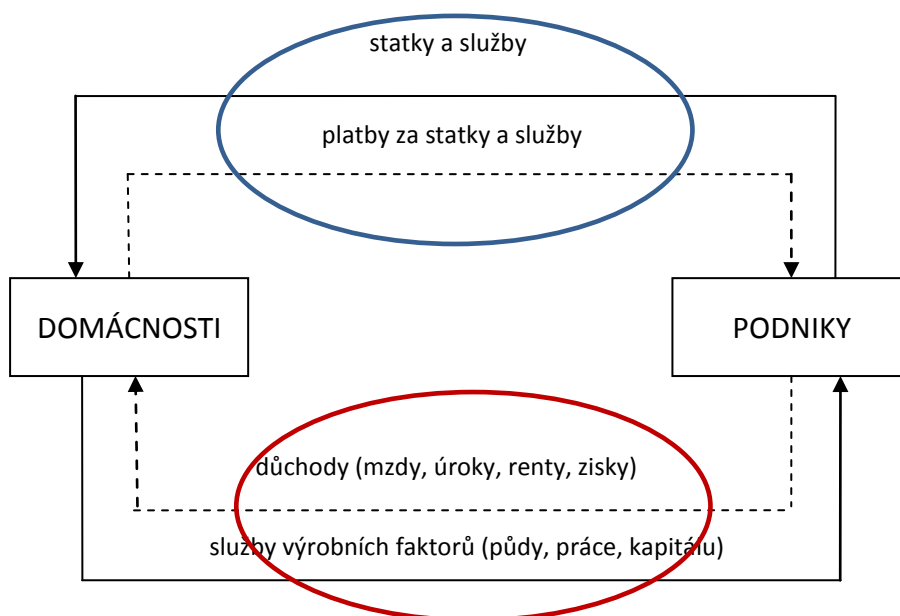 statky a služby
platby za statky a služby
DOMÁCNOSTI
PODNIKY
důchody (mzdy, úroky, renty, zisky)
služby výrobních faktorů (půdy, práce, kapitálu)